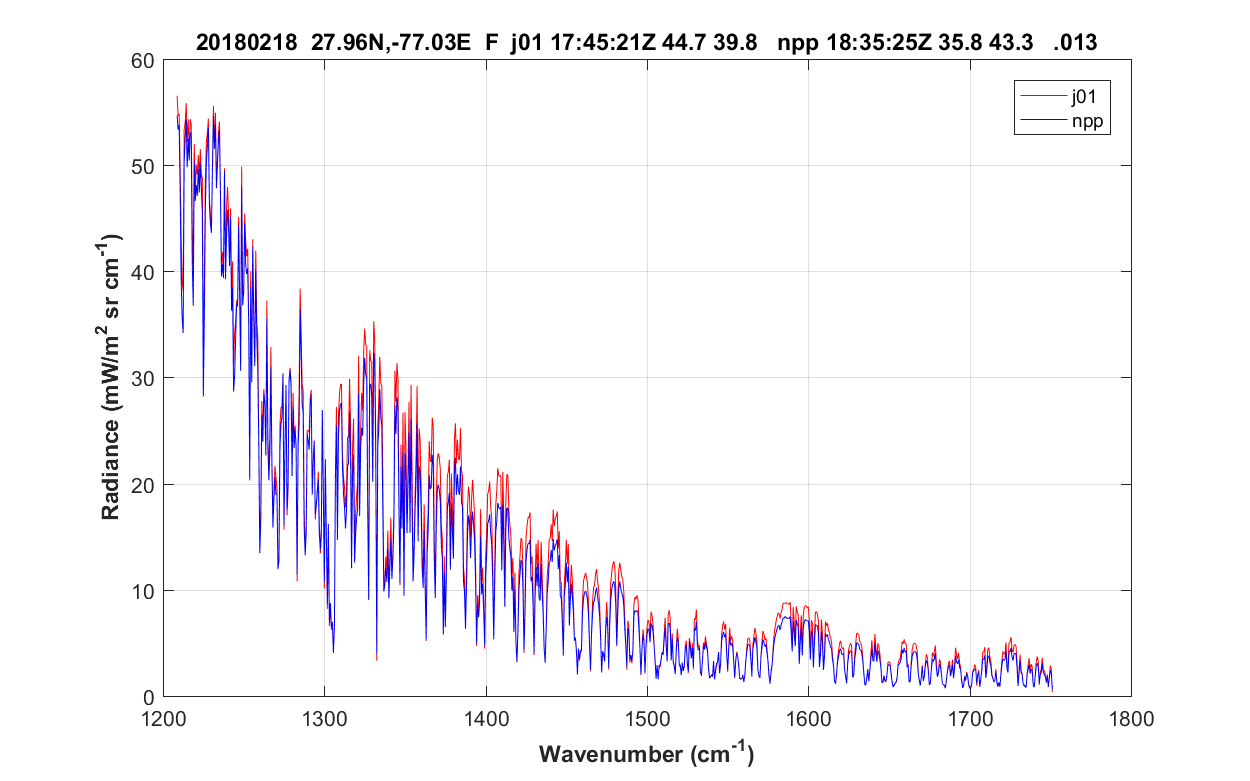 20180218 27.96N,-77.03E F j01 17:45:21Z 44.7 39.8 npp 18:35:25Z 35.8 43.3 .013
60
50
40
30
20
10
0
Radiance (mW/m² sr cm⁻¹)
j01
npp
1200 1300 1400 1500 1600 1700 1800
Wavenumber (cm⁻¹)